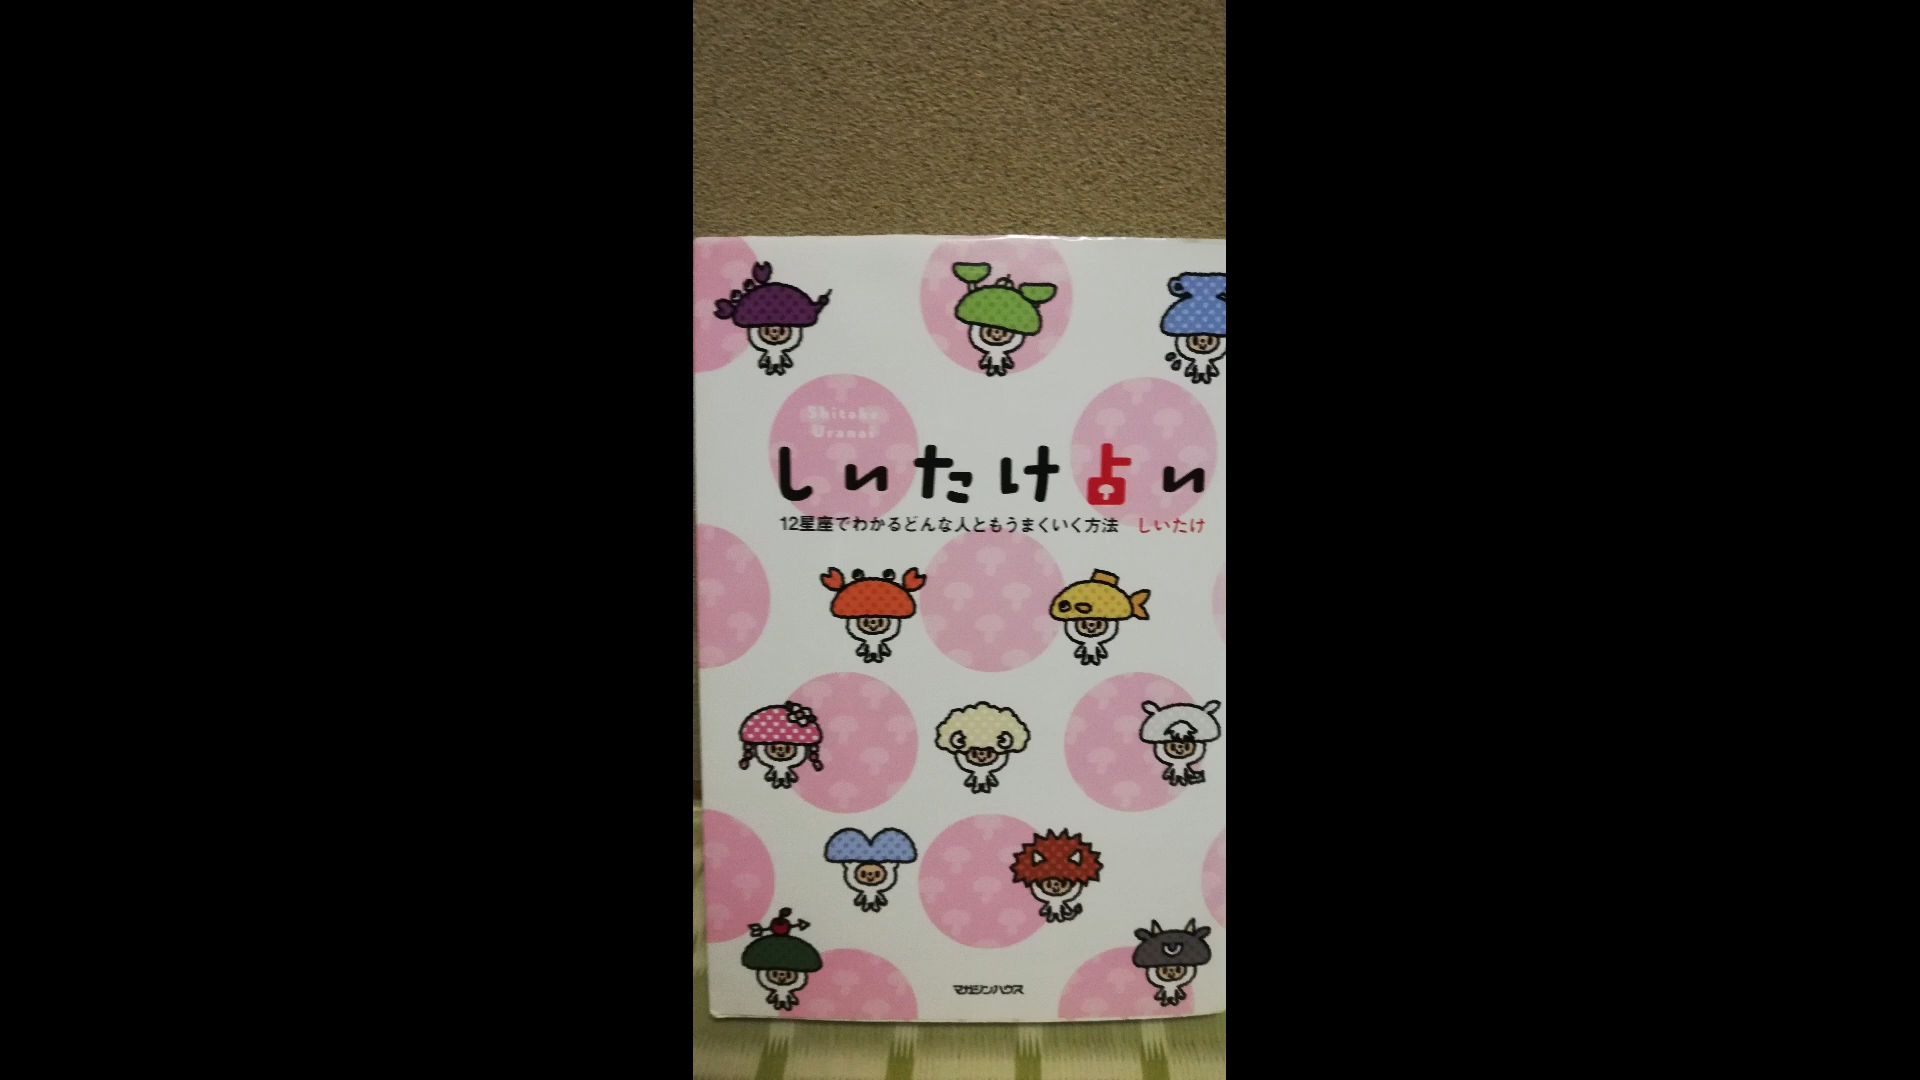 Shitake
Uranai
しいたけ占い
12星座でわかるどんな人ともうまくいく方法　しいたけ
マガジンハウス